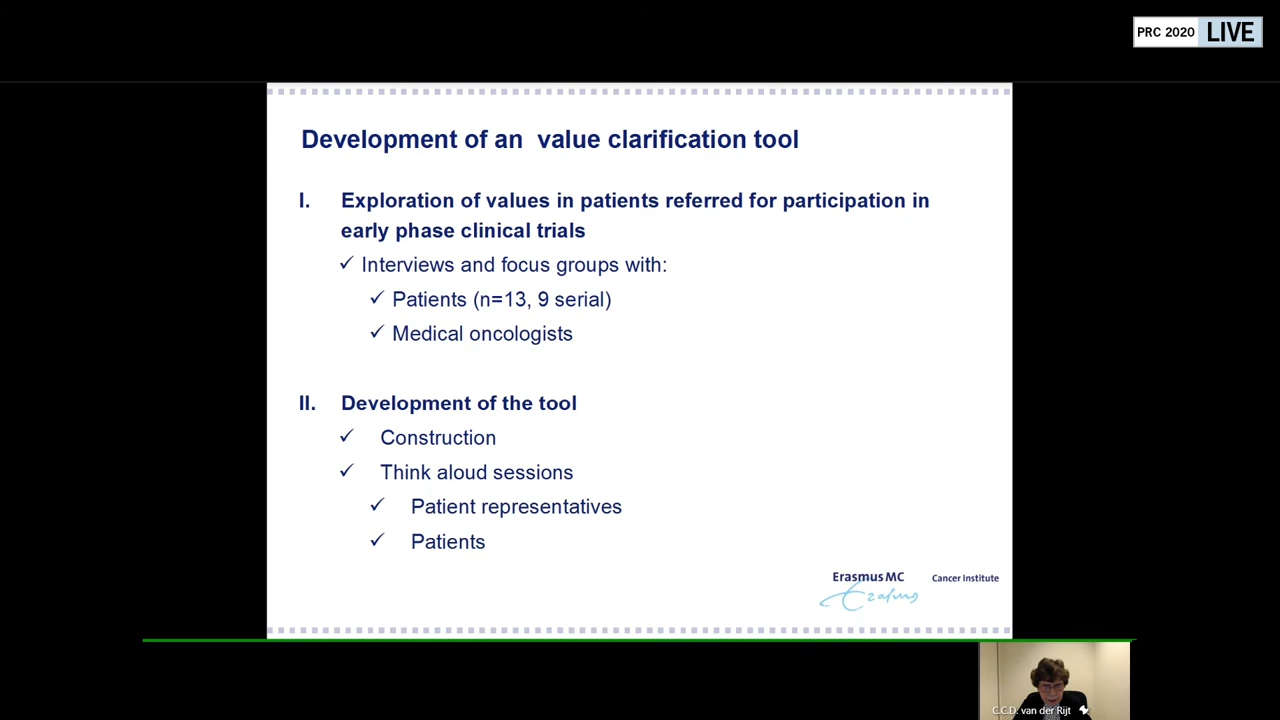 PRC 2020 LIVE
Development of an value clarification tool
I. Exploration of values in patients referred for participation in
early phase clinical trials
✓ Interviews and focus groups with:
✓ Patients (n=13, 9 serial)
✓ Medical oncologists
II. Development of the tool
✓ Construction
✓ Think aloud sessions
✓ Patient representatives
✓ Patients
Erasmus MC Cancer Institute
Erasmus
C.C.D. van der Rijt